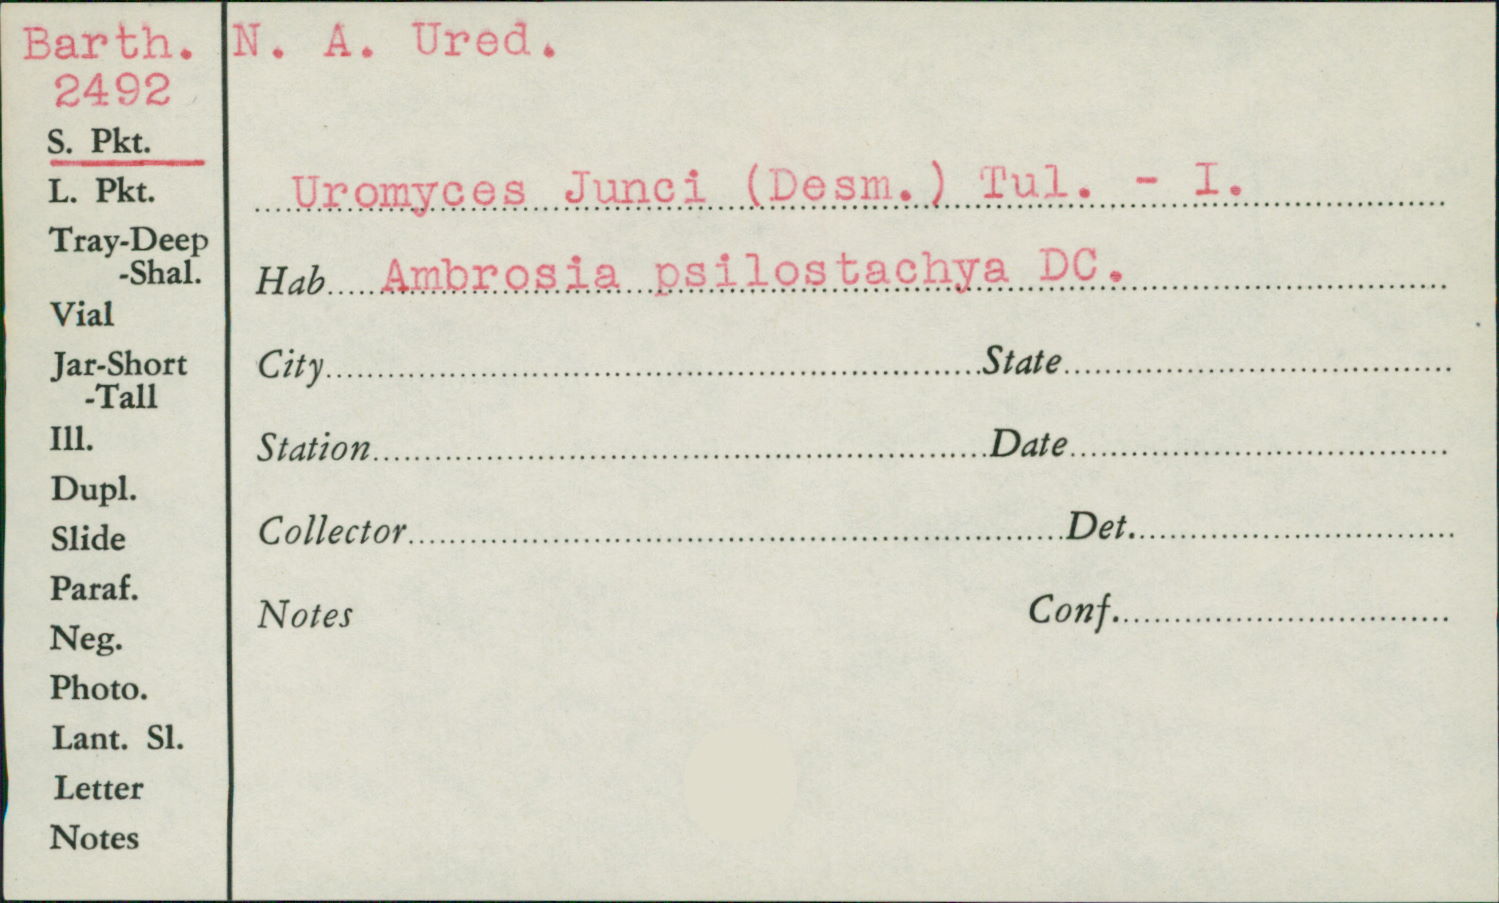 Barth. N. A. Ured.
2492
S. Pkt.
L. Pkt.
Tray-Deep
-Shal.
Vial
Jar-Short
-Tall
Ill.
Dupl.
Slide
Paraf.
Neg.
Photo.
Lant. Sl.
Letter
Notes
Uromyces Junci (Desm.) Tul. - I.
Hab. Ambrosia psilostachya DC.
City State
Station Date
Collector Det.
Notes Conf.